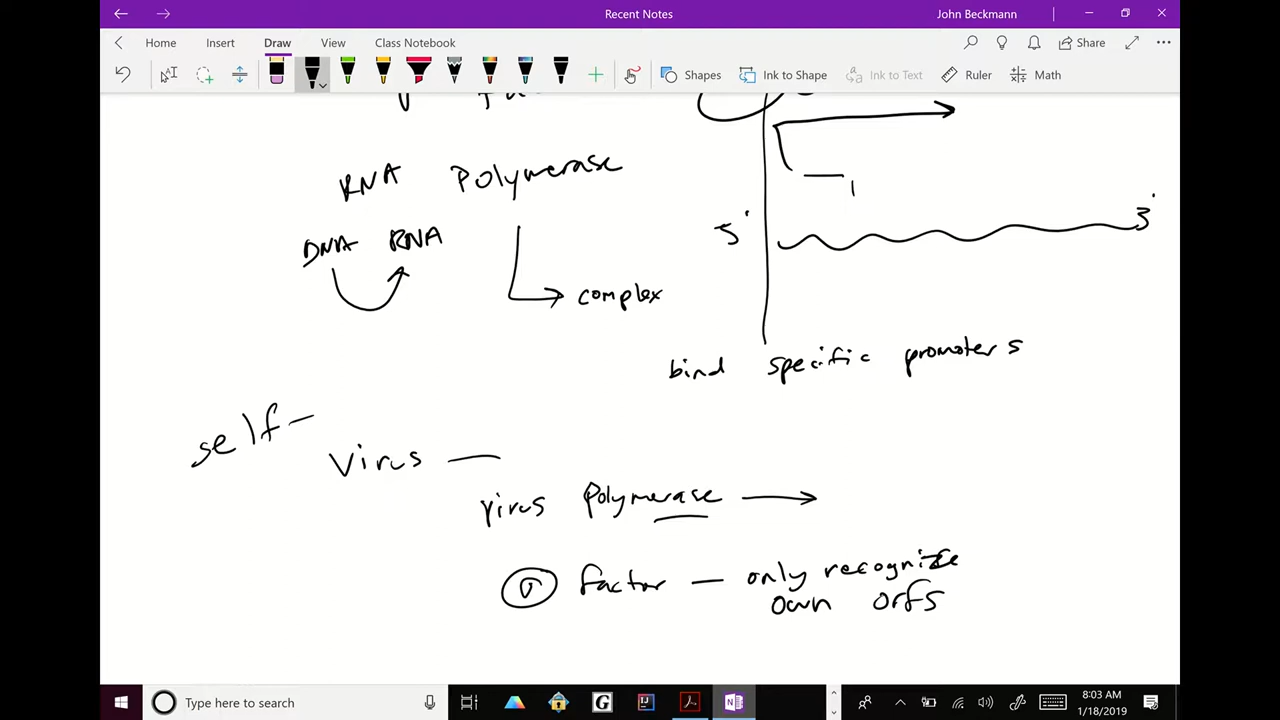 Recent Notes
John Beckmann
Home Insert Draw View Class Notebook
Share
Shapes
Ink to Shape
Ink to Text
Ruler
Math
RNA Polymerase
DNA RNA
complex
5' 3'
bind specific promoters
self –
Virus —
virus polymerase →
σ factor — only recognize
own orfs
Type here to search
8:03 AM
1/18/2019